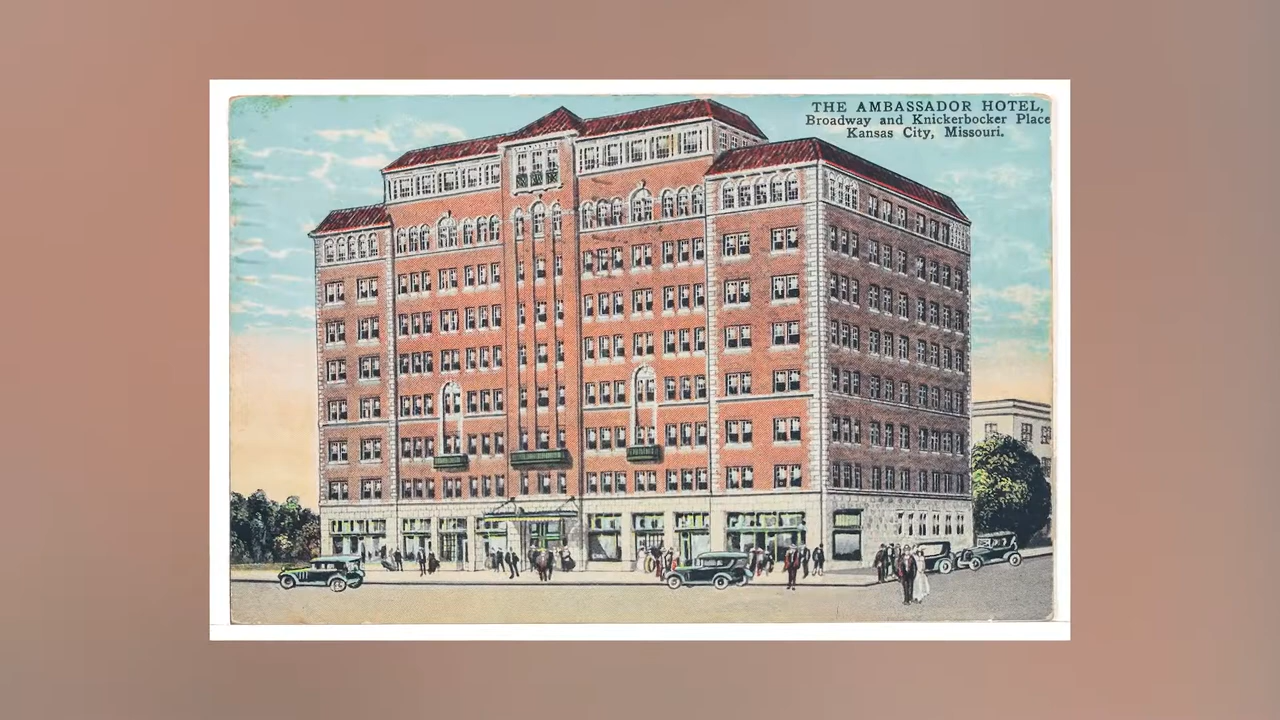 THE AMBASSADOR HOTEL,
Broadway and Knickerbocker Place
Kansas City, Missouri.